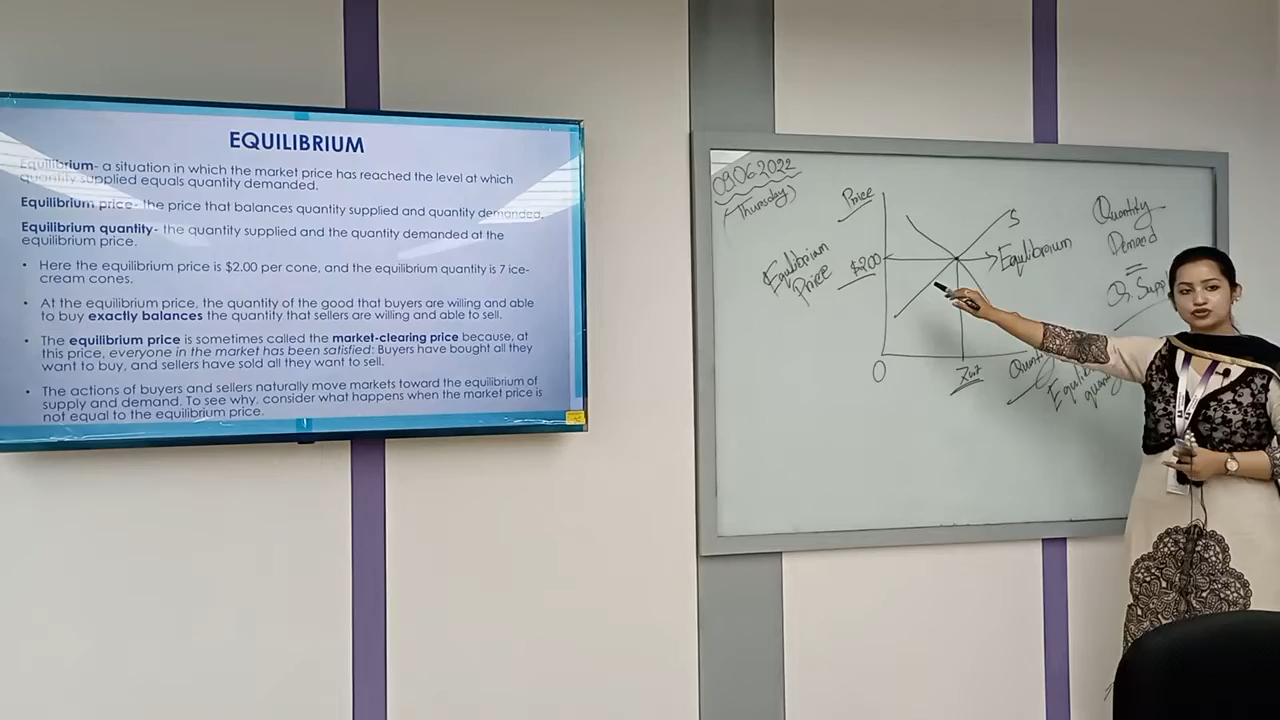 EQUILIBRIUM
Equilibrium- a situation in which the market price has reached the level at which
quantity supplied equals quantity demanded.
Equilibrium price- the price that balances quantity supplied and quantity demanded.
Equilibrium quantity- the quantity supplied and the quantity demanded at the
equilibrium price.
• Here the equilibrium price is $2.00 per cone, and the equilibrium quantity is 7 ice-
cream cones.
• At the equilibrium price, the quantity of the good that buyers are willing and able
to buy exactly balances the quantity that sellers are willing and able to sell.
• The equilibrium price is sometimes called the market-clearing price because, at
this price, everyone in the market has been satisfied: Buyers have bought all they
want to buy, and sellers have sold all they want to sell.
• The actions of buyers and sellers naturally move markets toward the equilibrium of
supply and demand. To see why, consider what happens when the market price is
not equal to the equilibrium price.
09.06.2022
(Thursday)
Price
Equilibrium
Price
$2.00
S
Equilibrium
0
Quantity
Demand
=